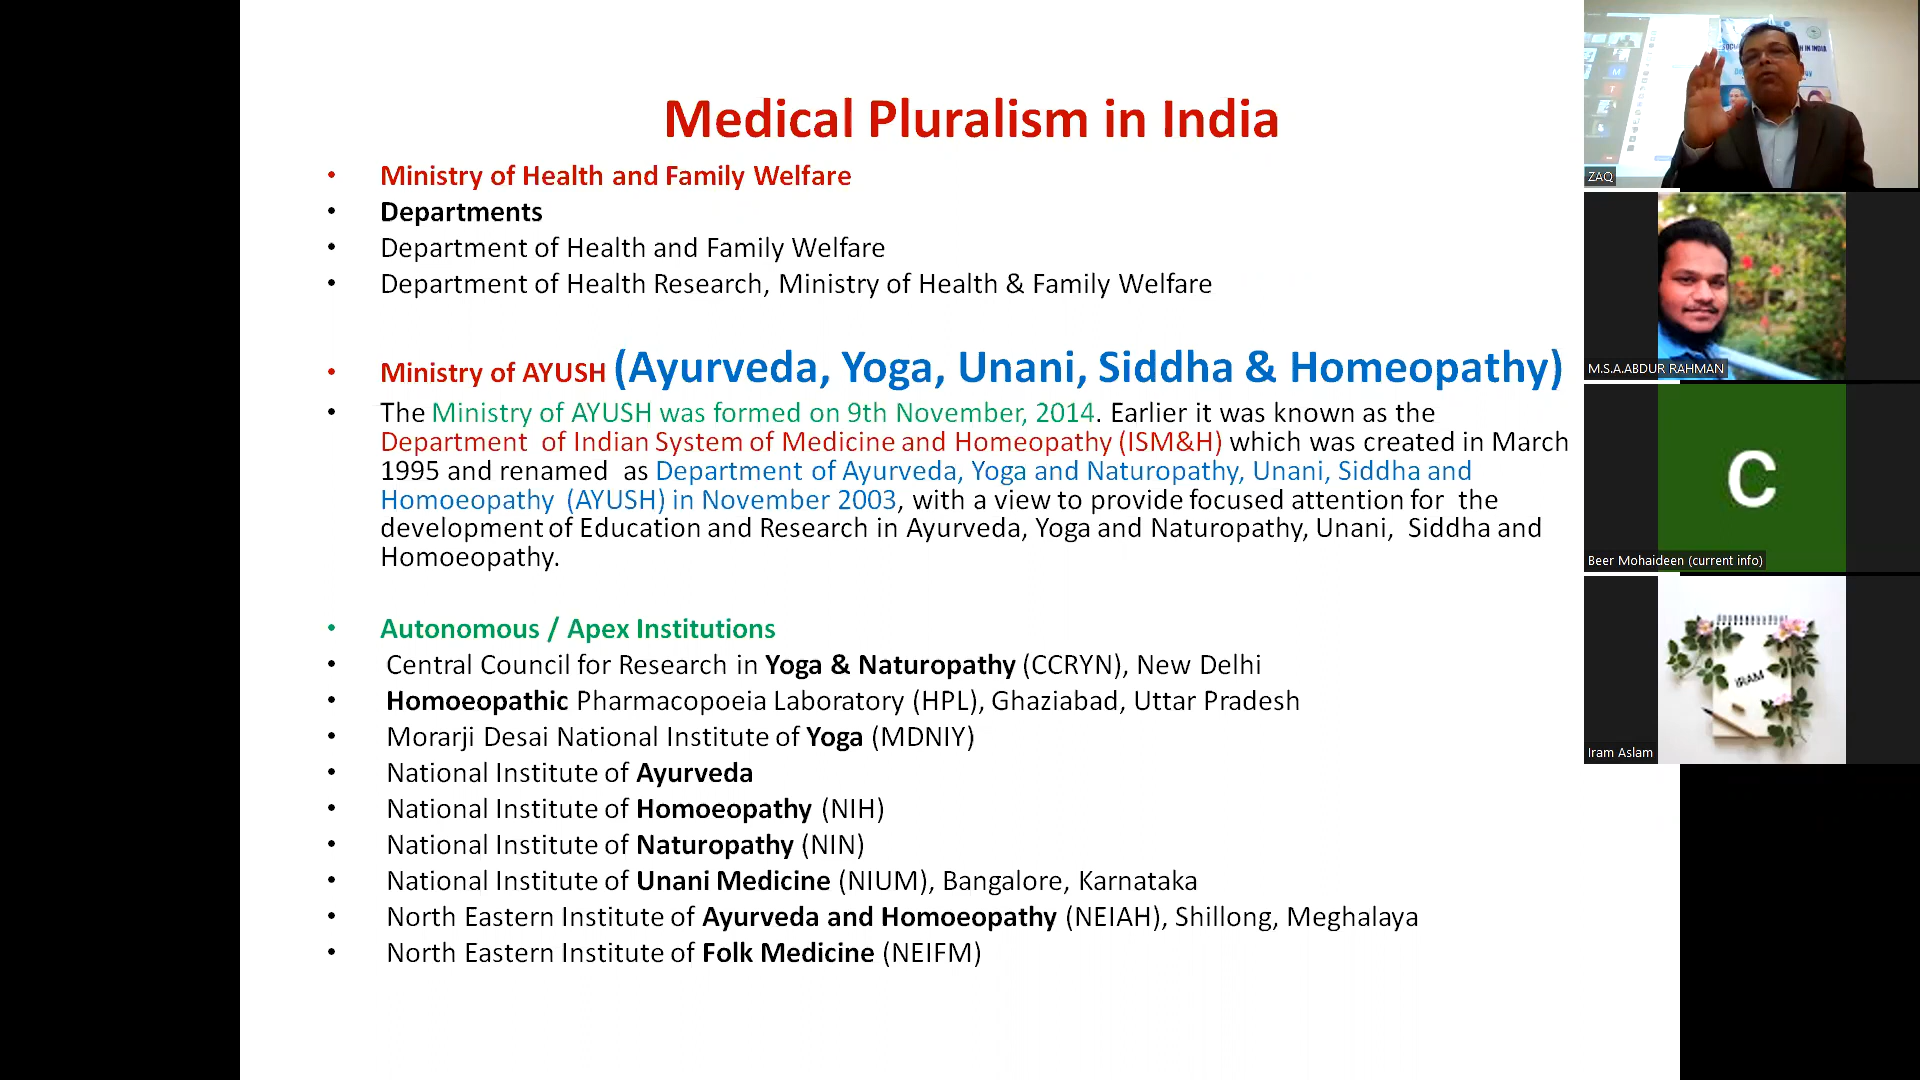 Medical Pluralism in India
• Ministry of Health and Family Welfare
• Departments
• Department of Health and Family Welfare
• Department of Health Research, Ministry of Health & Family Welfare
• Ministry of AYUSH (Ayurveda, Yoga, Unani, Siddha & Homeopathy)
• The Ministry of AYUSH was formed on 9th November, 2014. Earlier it was known as the
Department of Indian System of Medicine and Homeopathy (ISM&H) which was created in March
1995 and renamed as Department of Ayurveda, Yoga and Naturopathy, Unani, Siddha and
Homoeopathy (AYUSH) in November 2003, with a view to provide focused attention for the
development of Education and Research in Ayurveda, Yoga and Naturopathy, Unani, Siddha and
Homoeopathy.
• Autonomous / Apex Institutions
• Central Council for Research in Yoga & Naturopathy (CCRYN), New Delhi
• Homoeopathic Pharmacopoeia Laboratory (HPL), Ghaziabad, Uttar Pradesh
• Morarji Desai National Institute of Yoga (MDNIY)
• National Institute of Ayurveda
• National Institute of Homoeopathy (NIH)
• National Institute of Naturopathy (NIN)
• National Institute of Unani Medicine (NIUM), Bangalore, Karnataka
• North Eastern Institute of Ayurveda and Homoeopathy (NEIAH), Shillong, Meghalaya
• North Eastern Institute of Folk Medicine (NEIFM)
IN INDIA
M
T
ZAQ
M.S.A.ABDUR RAHMAN
C
Beer Mohaideen (current info)
IRAM
Iram Aslam